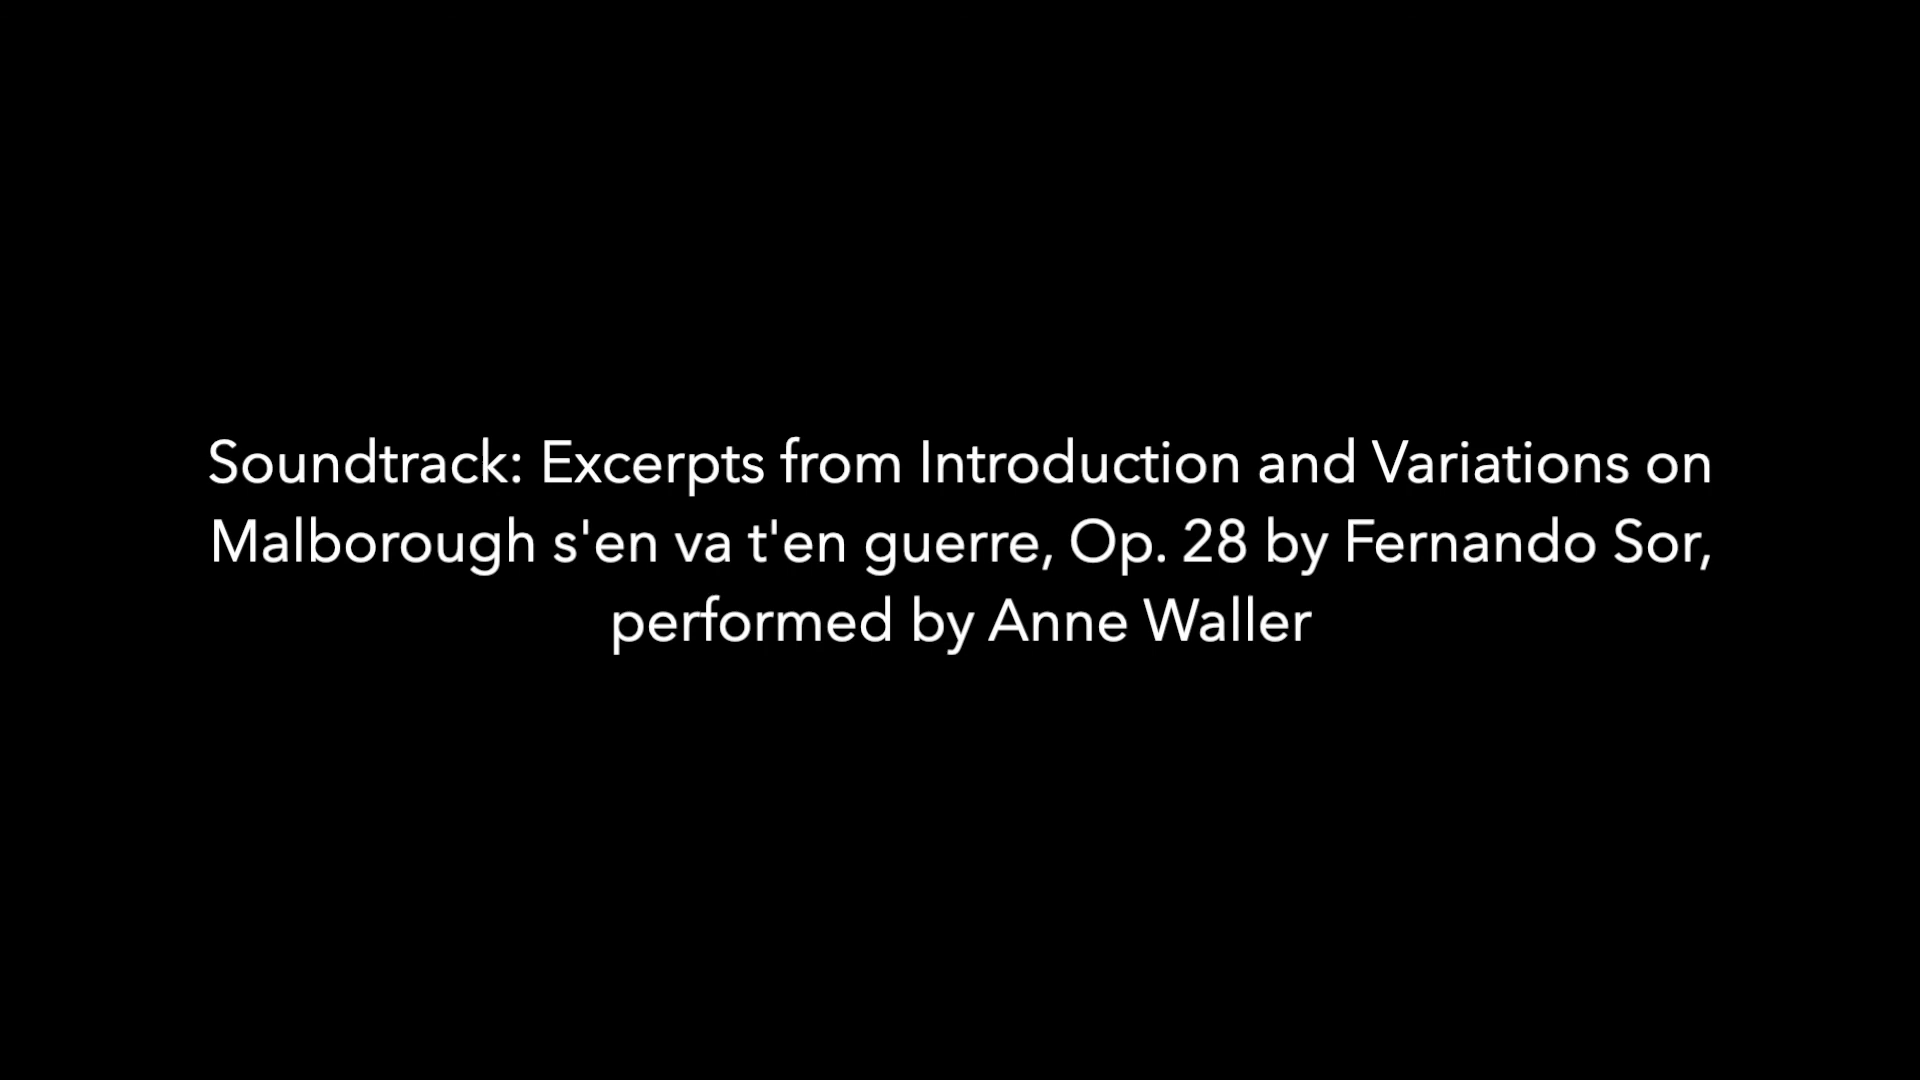 Soundtrack: Excerpts from Introduction and Variations on
Malborough s'en va t'en guerre, Op. 28 by Fernando Sor,
performed by Anne Waller